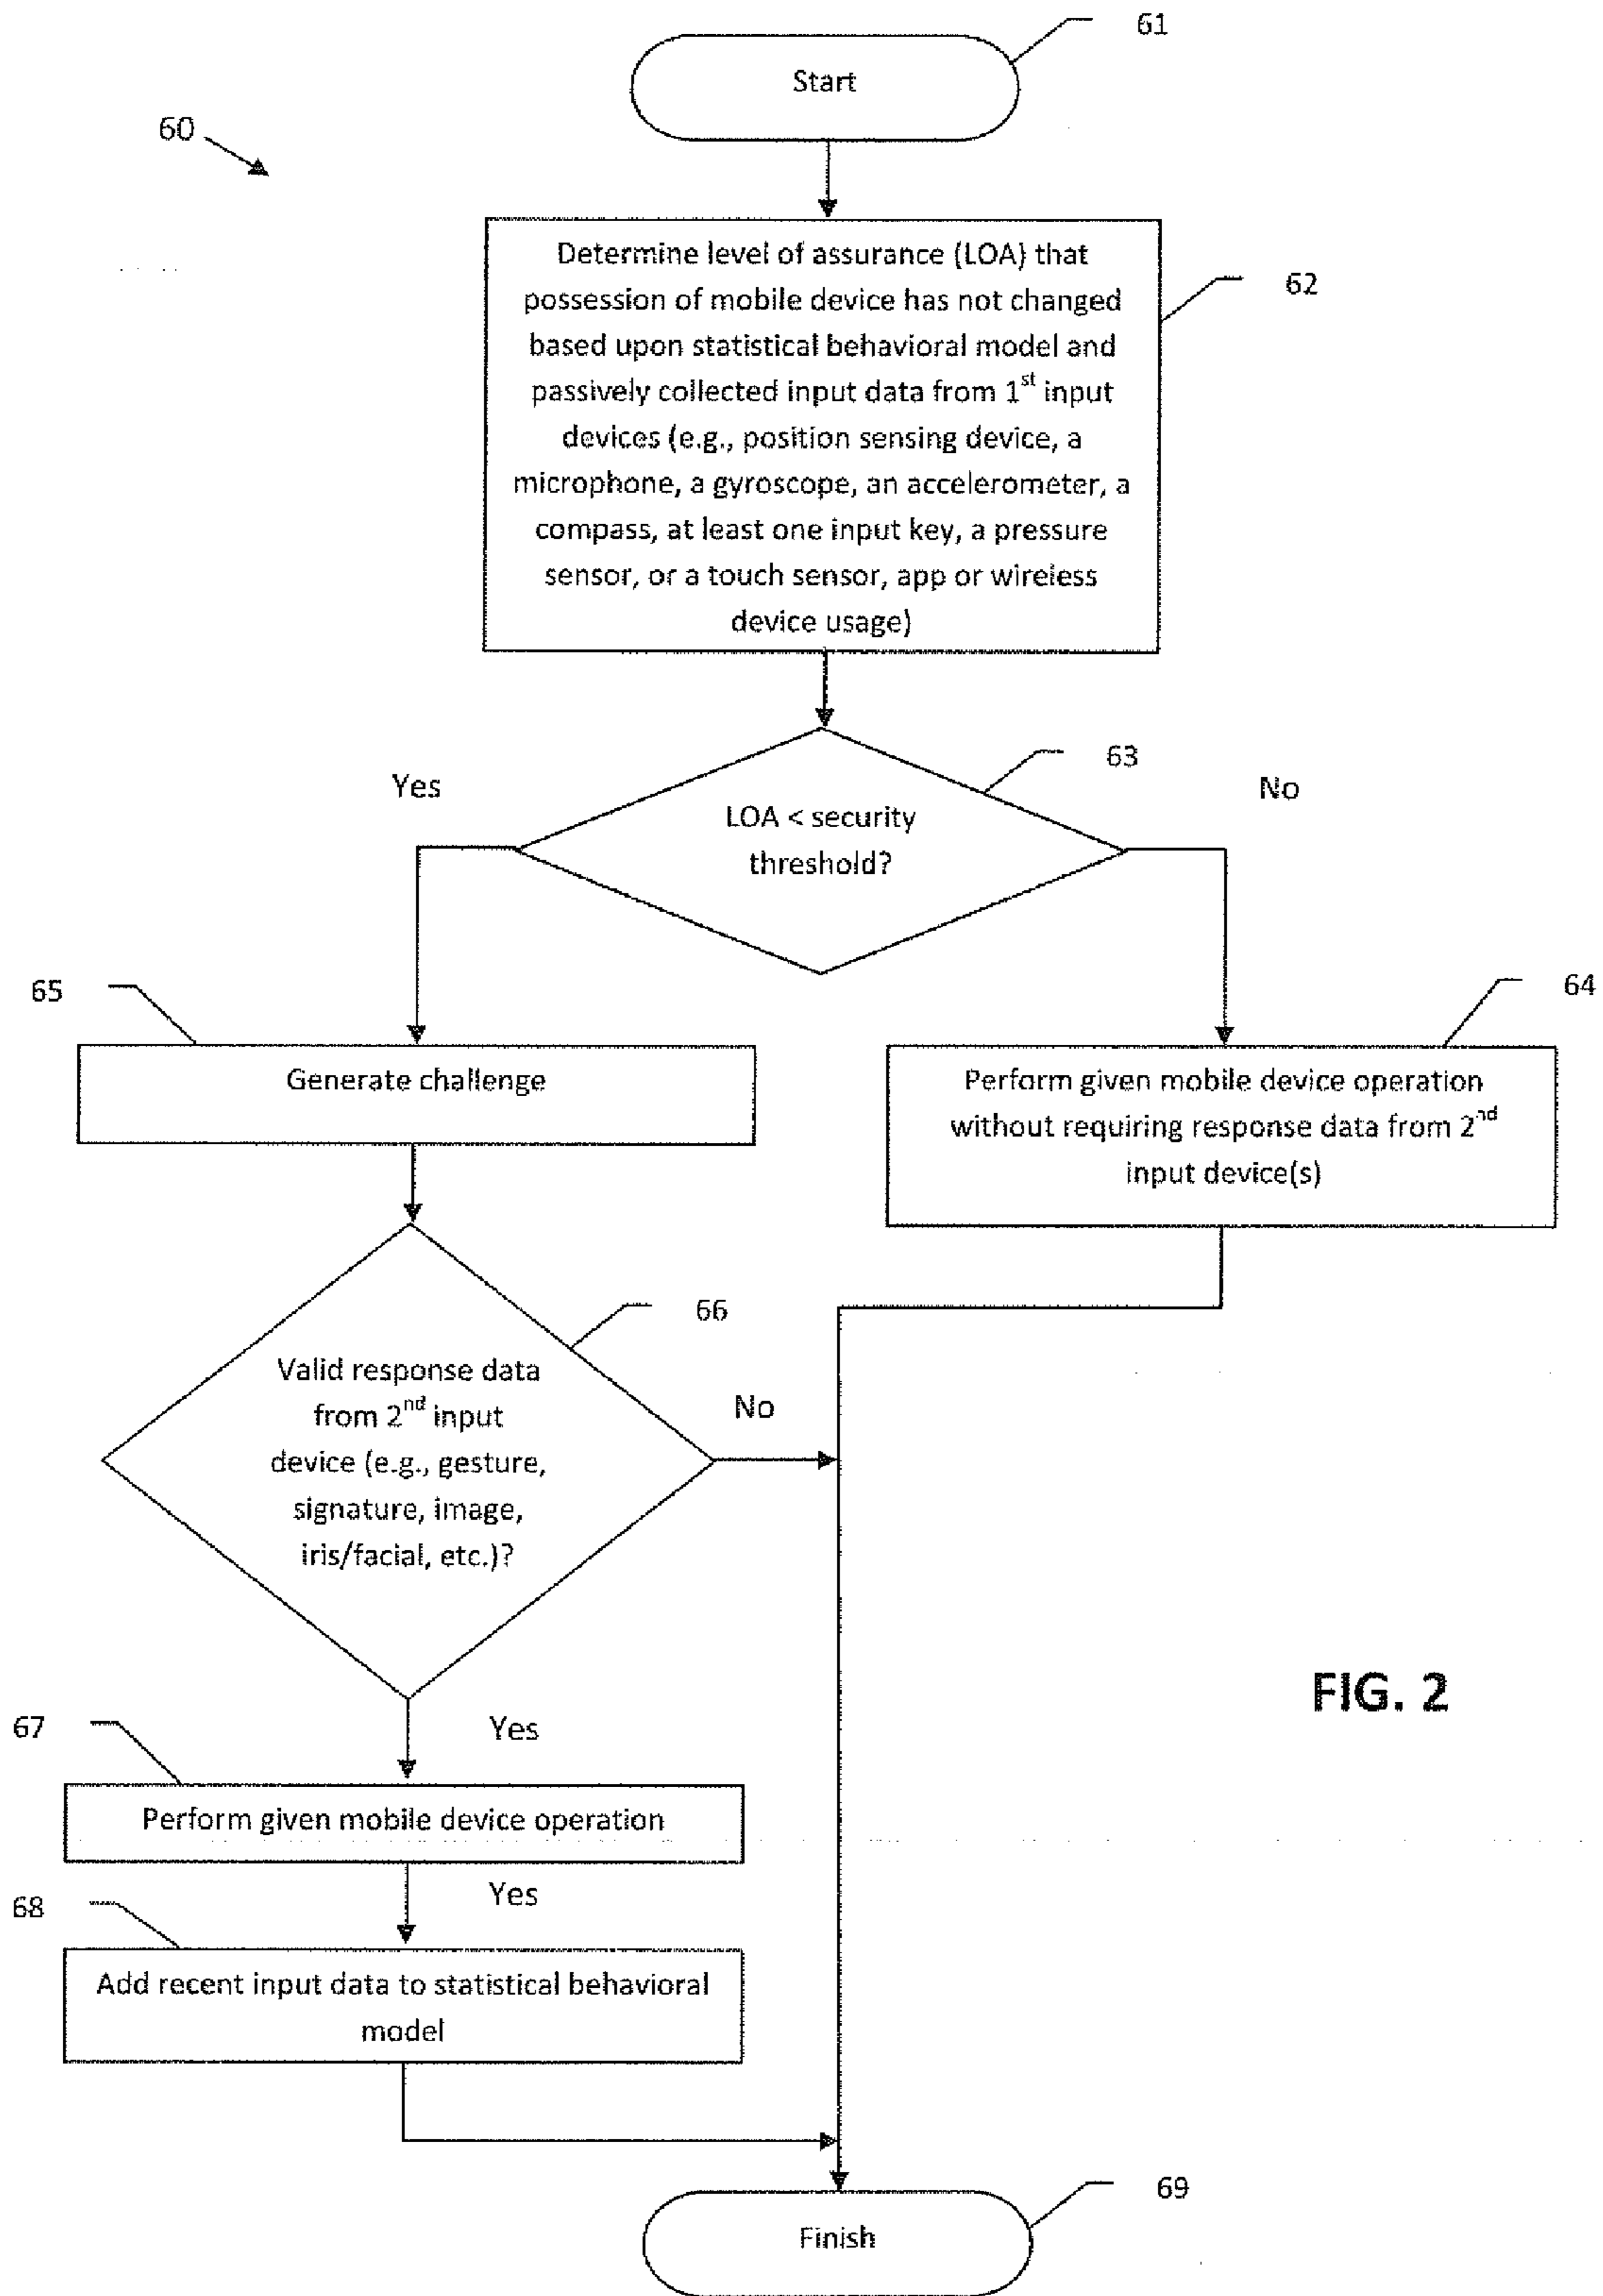 61
Start
60
Determine level of assurance (LOA) that
possession of mobile device has not changed
based upon statistical behavioral model and
passively collected input data from 1st input
devices (e.g., position sensing device, a
microphone, a gyroscope, an accelerometer, a
compass, at least one input key, a pressure
sensor, or a touch sensor, app or wireless
device usage)
62
63
Yes
No
LOA < security
threshold?
65
64
Generate challenge
Perform given mobile device operation
without requiring response data from 2nd
input device(s)
66
Valid response data
from 2nd input
device (e.g., gesture,
signature, image,
iris/facial, etc.)?
No
FIG. 2
67
Yes
Perform given mobile device operation
68
Yes
Add recent input data to statistical behavioral
model
69
Finish